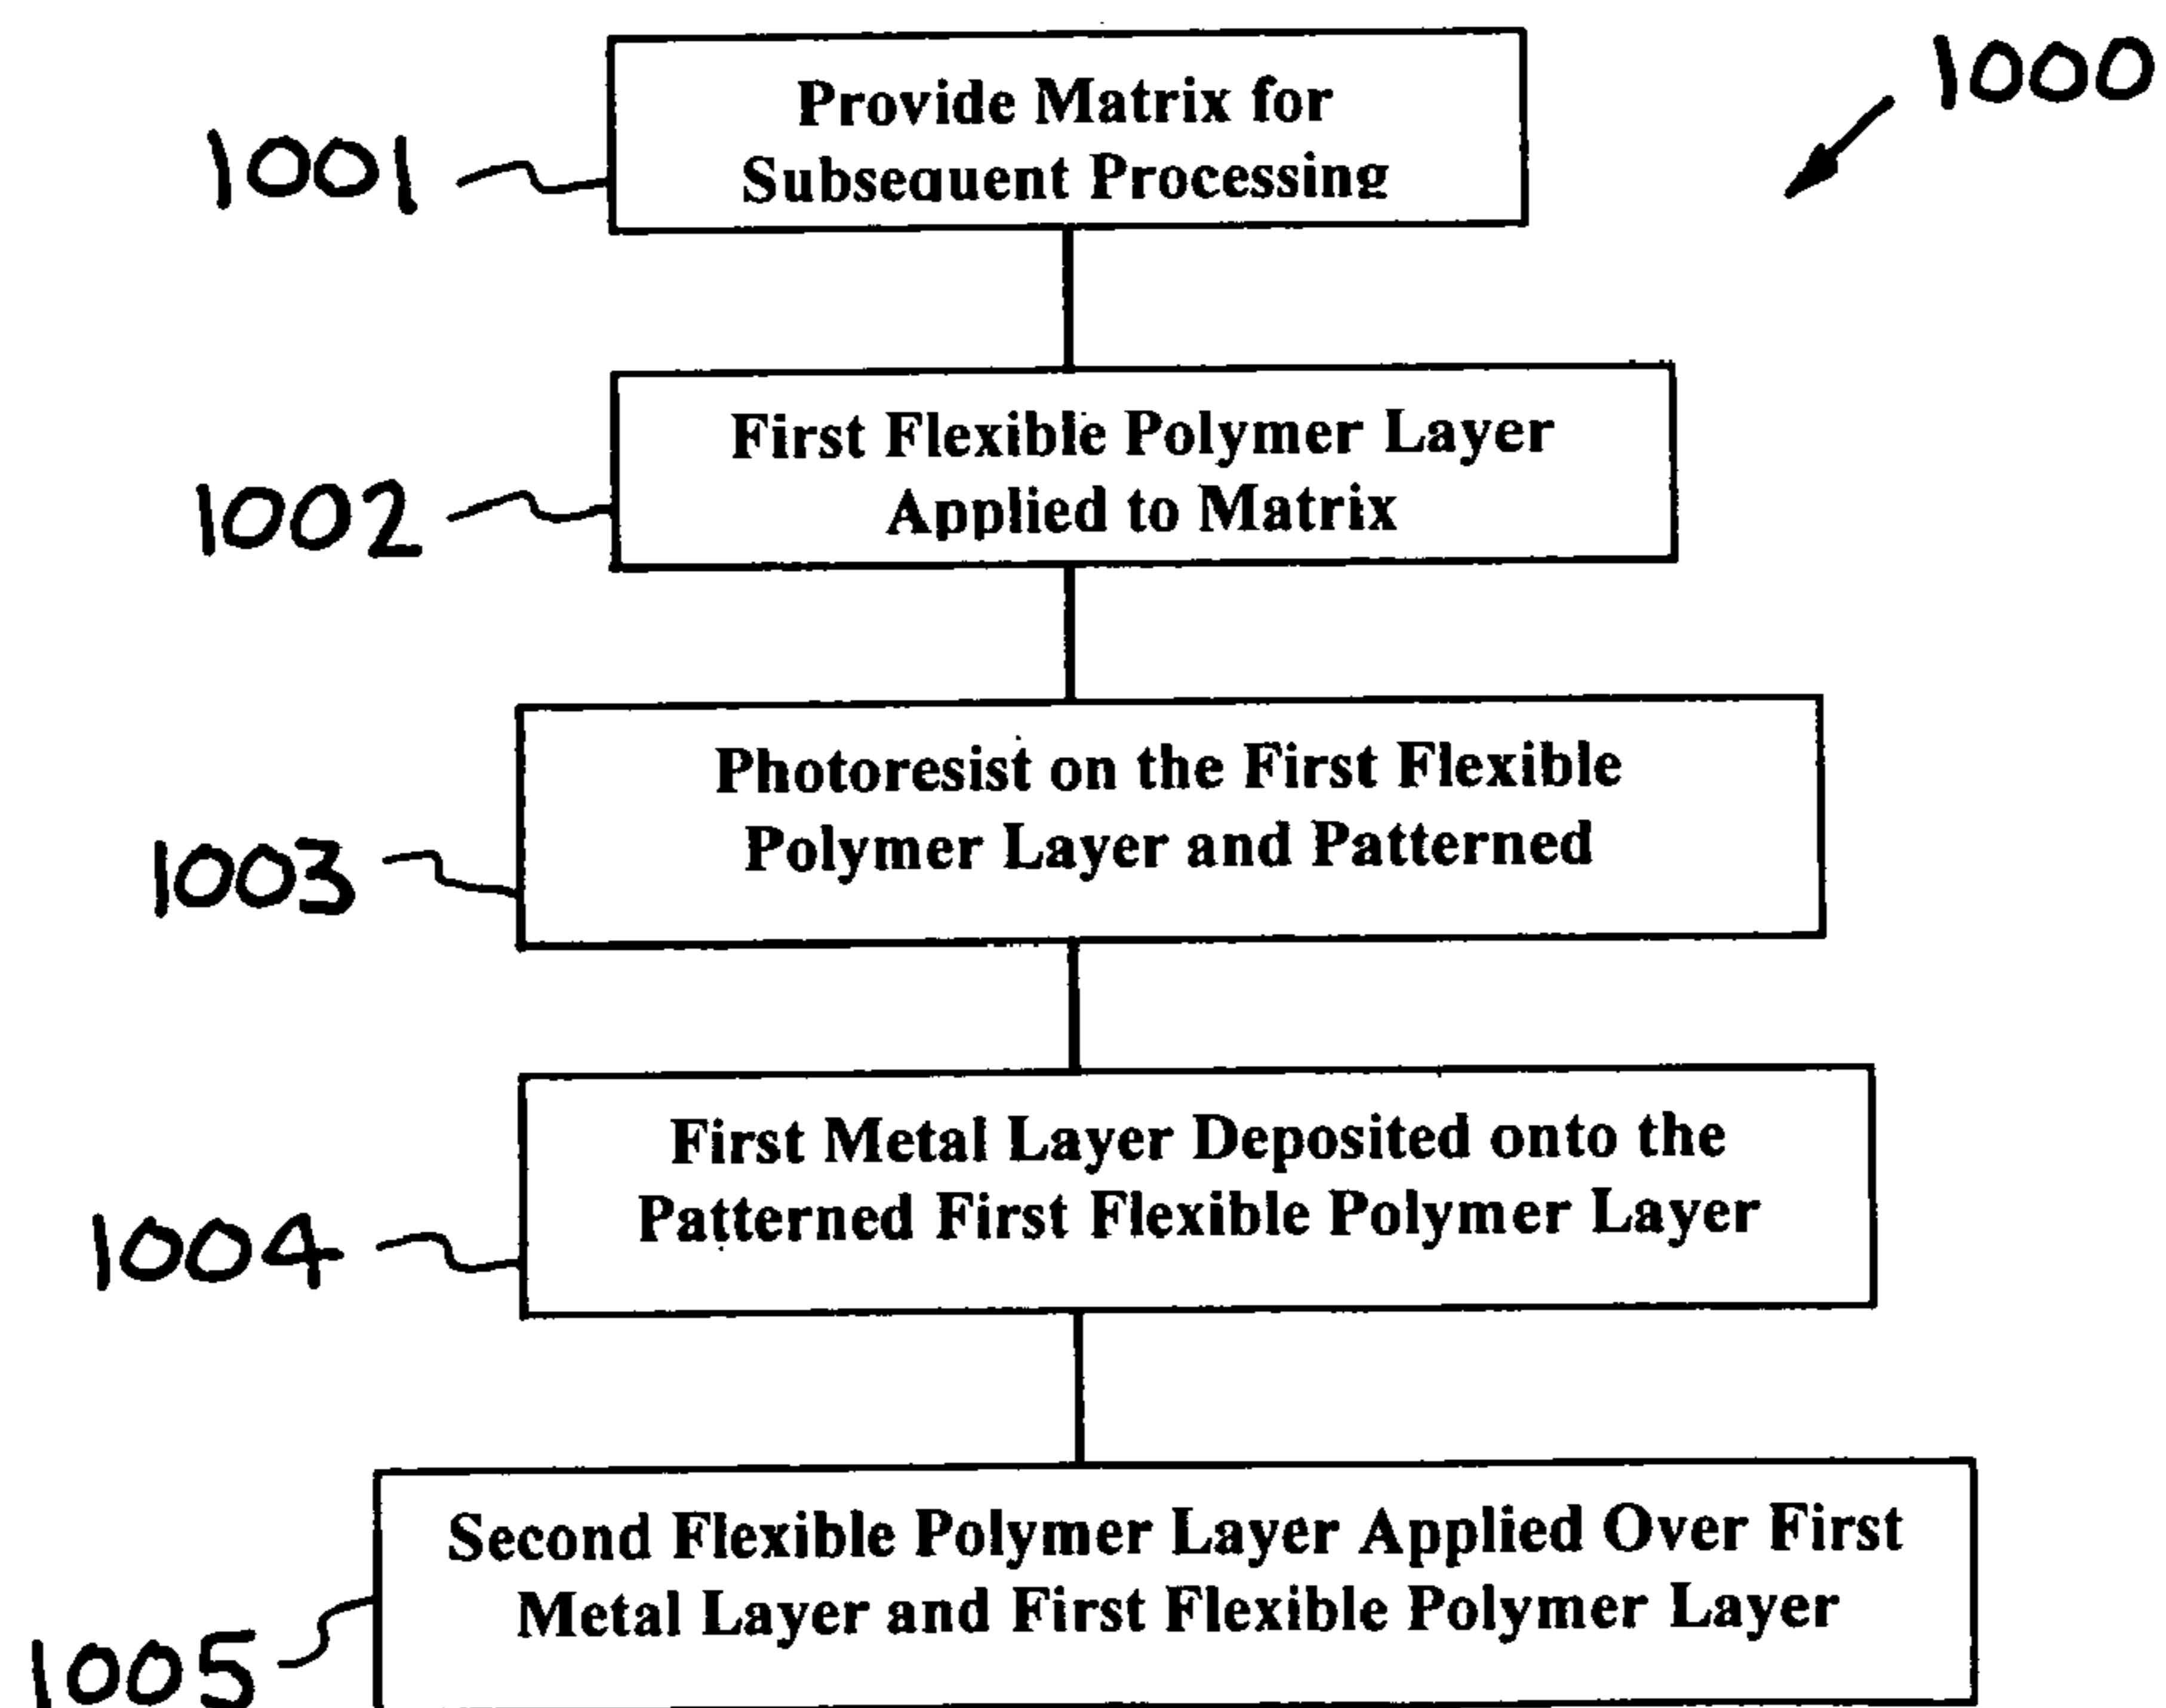 1000
Provide Matrix for
Subsequent Processing
1001
First Flexible Polymer Layer
Applied to Matrix
1002
Photoresist on the First Flexible
Polymer Layer and Patterned
1003
First Metal Layer Deposited onto the
Patterned First Flexible Polymer Layer
1004
Second Flexible Polymer Layer Applied Over First
Metal Layer and First Flexible Polymer Layer
1005